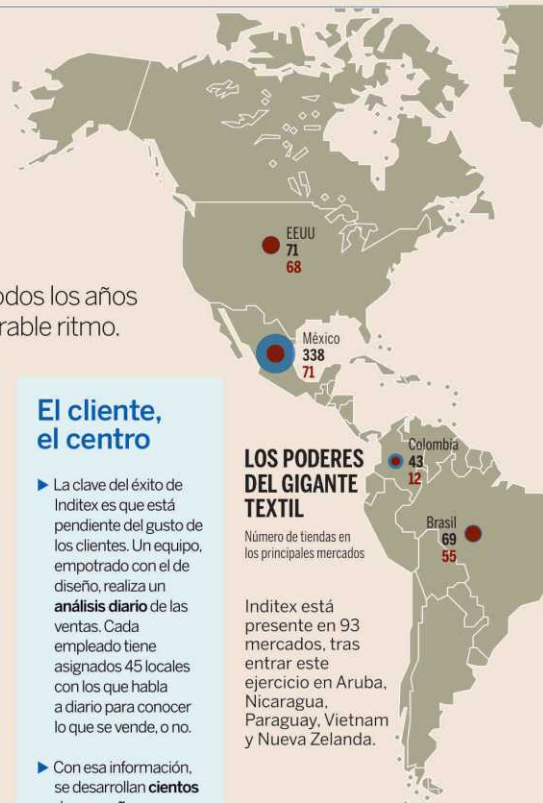 odos los años
rable ritmo.
El cliente,
el centro
▶ La clave del éxito de
Inditex es que está
pendiente del gusto de
los clientes. Un equipo,
empotrado con el de
diseño, realiza un
análisis diario de las
ventas. Cada
empleado tiene
asignados 45 locales
con los que habla
a diario para conocer
lo que se vende, o no.
▶ Con esa información,
se desarrollan cientos
LOS PODERES
DEL GIGANTE
TEXTIL
Número de tiendas en
los principales mercados
Inditex está
presente en 93
mercados, tras
entrar este
ejercicio en Aruba,
Nicaragua,
Paraguay, Vietnam
y Nueva Zelanda.
EEUU
71
68
México
338
71
Colombia
43
12
Brasil
69
55